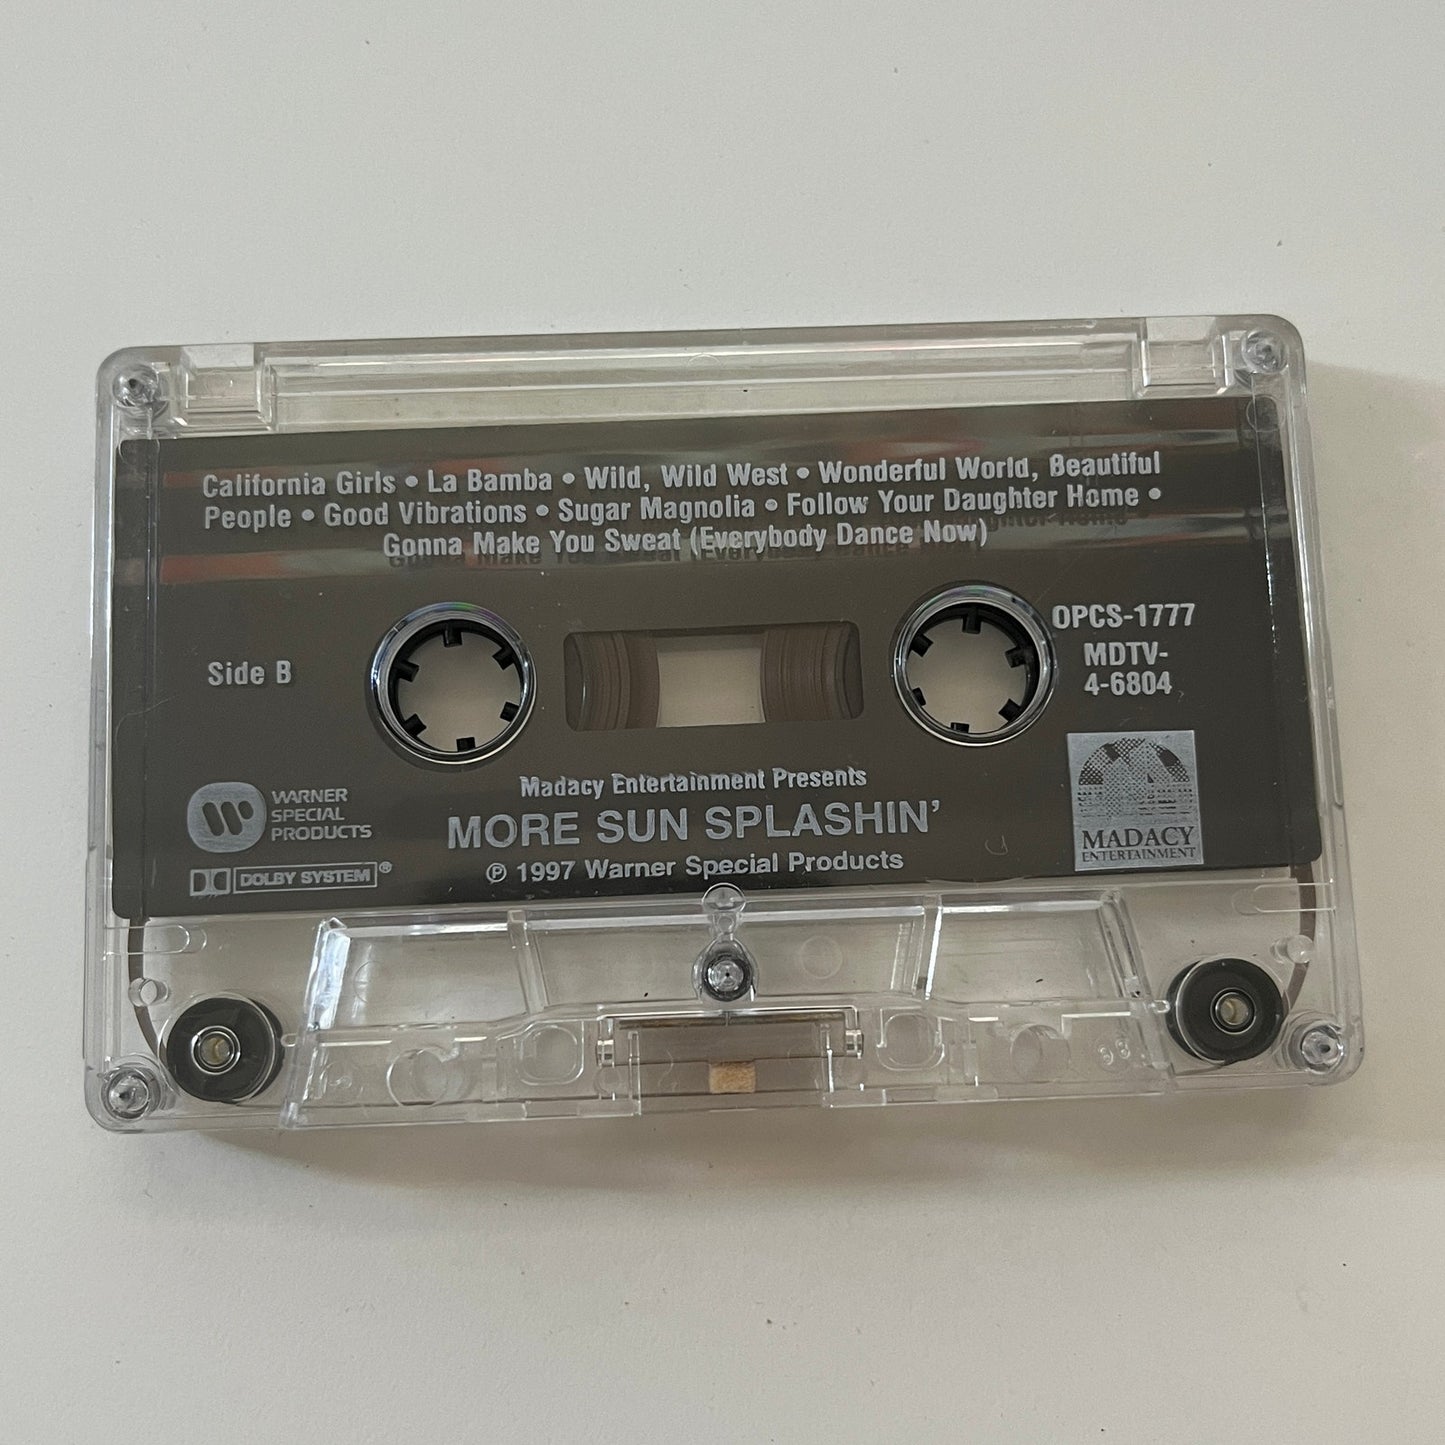 California Girls • La Bamba • Wild, Wild West • Wonderful World, Beautiful
People • Good Vibrations • Sugar Magnolia • Follow Your Daughter Home •
Gonna Make You Sweat (Everybody Dance Now)
Side B
OPCS-1777
MDTV-
4-6804
WARNER
SPECIAL
PRODUCTS
DOLBY SYSTEM®
Madacy Entertainment Presents
MORE SUN SPLASHIN'
℗ 1997 Warner Special Products
MADACY
ENTERTAINMENT